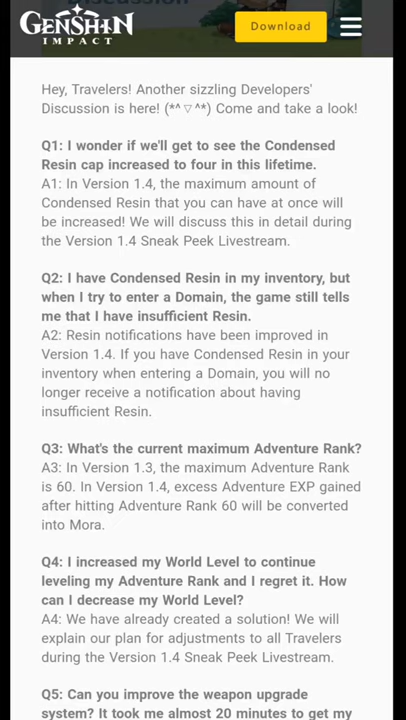 GENSHIN
IMPACT
Download
Discussion
Hey, Travelers! Another sizzling Developers'
Discussion is here! (*^▽^*) Come and take a look!
Q1: I wonder if we'll get to see the Condensed
Resin cap increased to four in this lifetime.
A1: In Version 1.4, the maximum amount of
Condensed Resin that you can have at once will
be increased! We will discuss this in detail during
the Version 1.4 Sneak Peek Livestream.
Q2: I have Condensed Resin in my inventory, but
when I try to enter a Domain, the game still tells
me that I have insufficient Resin.
A2: Resin notifications have been improved in
Version 1.4. If you have Condensed Resin in your
inventory when entering a Domain, you will no
longer receive a notification about having
insufficient Resin.
Q3: What's the current maximum Adventure Rank?
A3: In Version 1.3, the maximum Adventure Rank
is 60. In Version 1.4, excess Adventure EXP gained
after hitting Adventure Rank 60 will be converted
into Mora.
Q4: I increased my World Level to continue
leveling my Adventure Rank and I regret it. How
can I decrease my World Level?
A4: We have already created a solution! We will
explain our plan for adjustments to all Travelers
during the Version 1.4 Sneak Peek Livestream.
Q5: Can you improve the weapon upgrade
system? It took me almost 20 minutes to get my